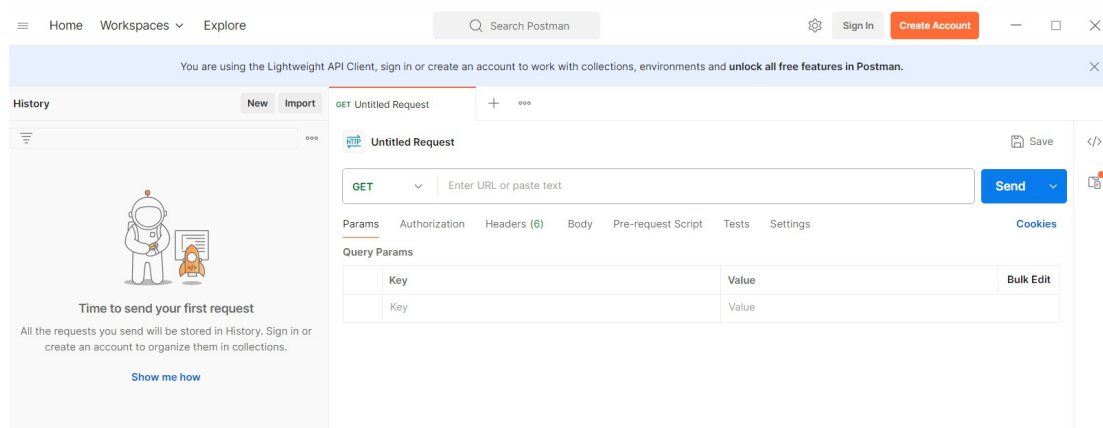 Home Workspaces Explore Search Postman Sign In Create Account
You are using the Lightweight API Client, sign in or create an account to work with collections, environments and unlock all free features in Postman.
History New Import GET Untitled Request
HTTP Untitled Request Save </>
GET Enter URL or paste text Send
Params Authorization Headers (6) Body Pre-request Script Tests Settings Cookies
Query Params
Key Value Bulk Edit
Key Value
Time to send your first request
All the requests you send will be stored in History. Sign in or
create an account to organize them in collections.
Show me how